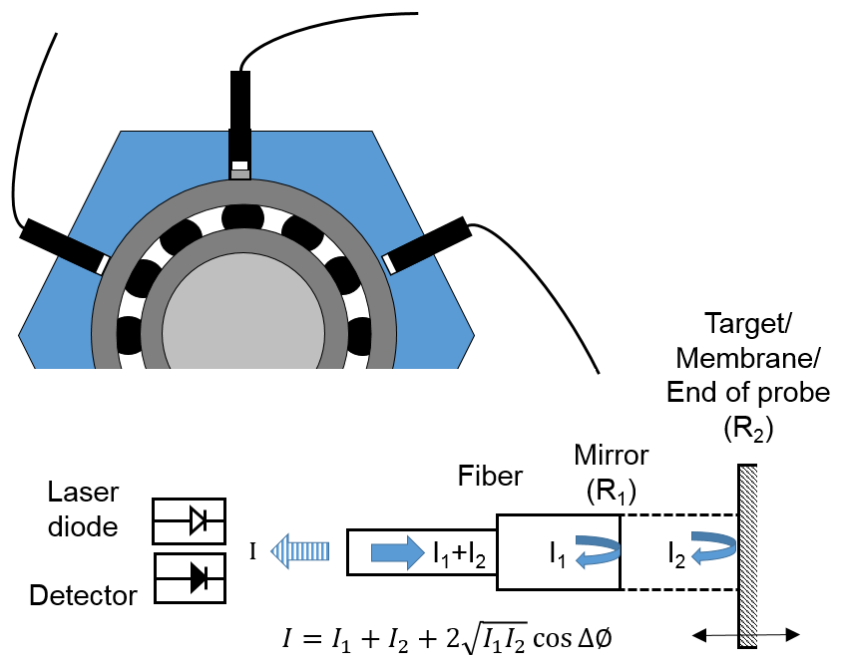 Target/
Membrane/
End of probe
(R₂)
Mirror
(R₁)
Fiber
Laser
diode
I
I₁+I₂
I₁
I₂
Detector
I = I₁ + I₂ + 2√(I₁I₂) cos ΔØ